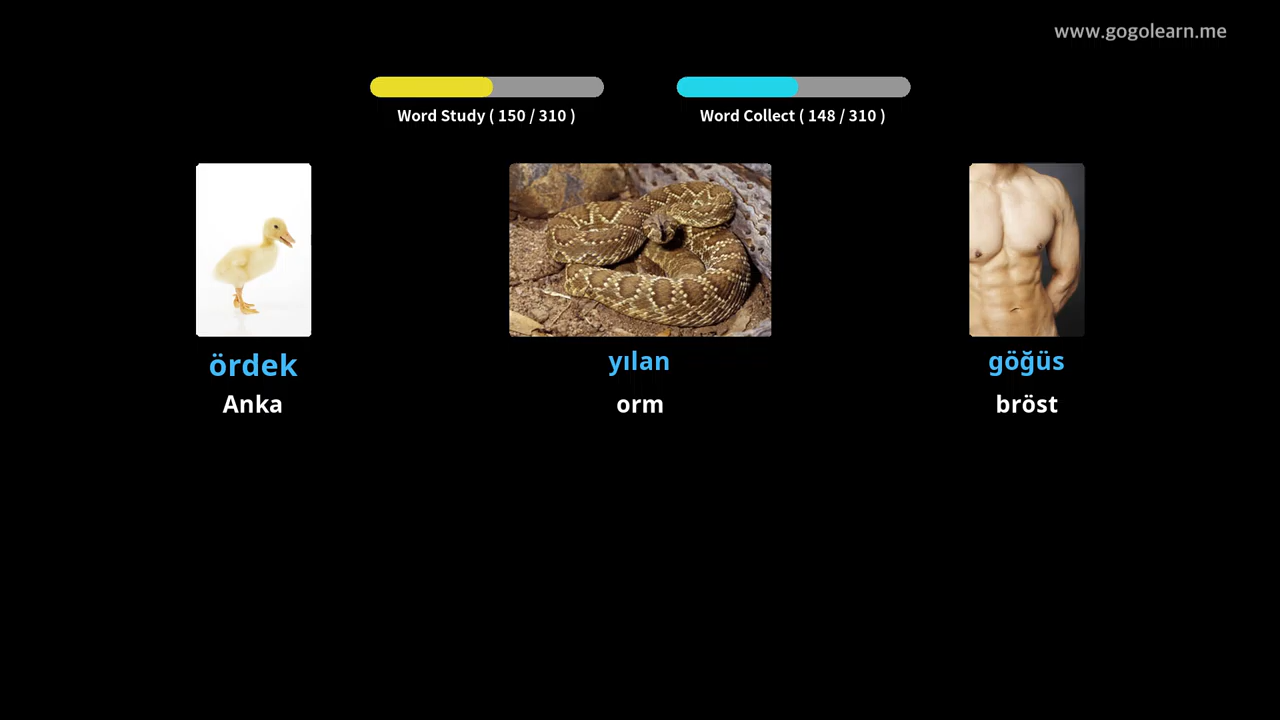 www.gogolearn.me
Word Study ( 150 / 310 )
Word Collect ( 148 / 310 )
ördek
yılan
göğüs
Anka
orm
bröst